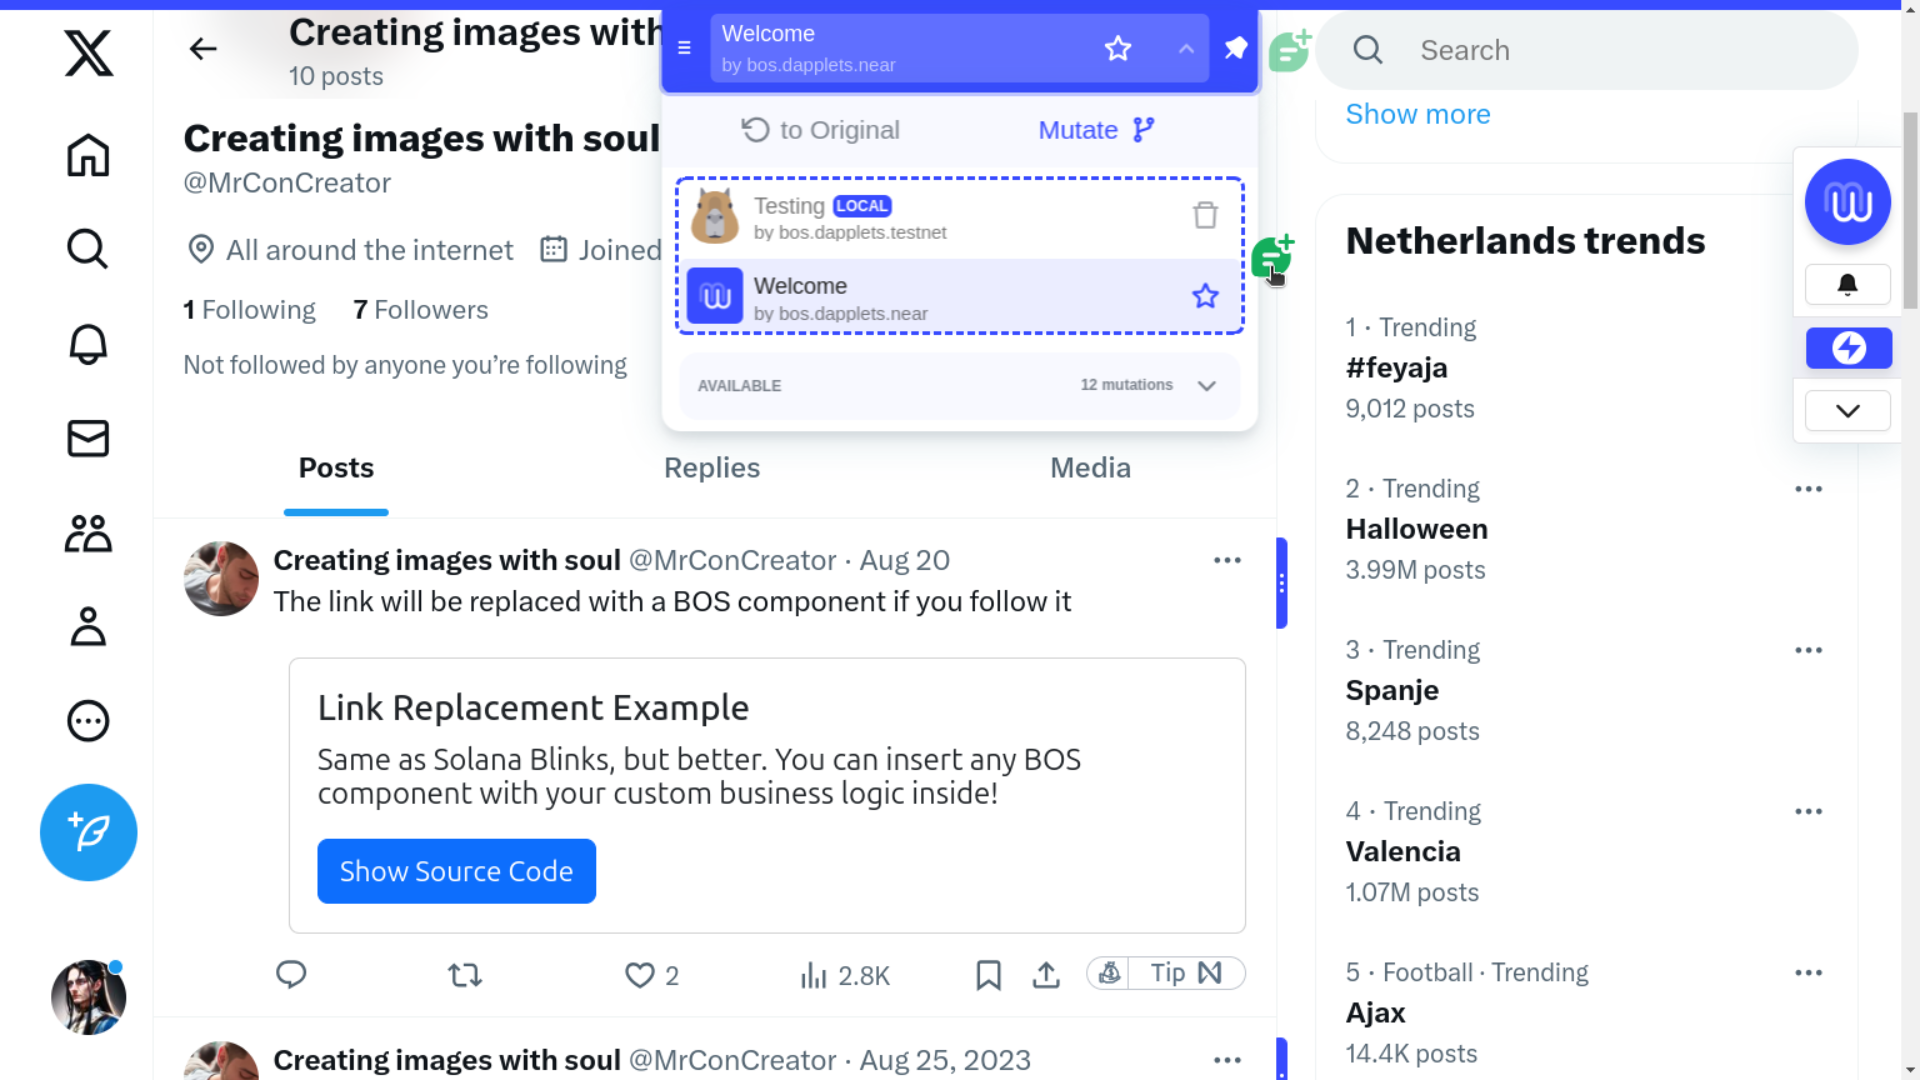 Creating images with
10 posts
Creating images with soul
@MrConCreator
All around the internet
Joined
1 Following
7 Followers
Not followed by anyone you’re following
Welcome
by bos.dapplets.near
to Original
Mutate
Testing LOCAL
by bos.dapplets.testnet
Welcome
by bos.dapplets.near
AVAILABLE
12 mutations
Posts
Replies
Media
Creating images with soul @MrConCreator · Aug 20
The link will be replaced with a BOS component if you follow it
Link Replacement Example
Same as Solana Blinks, but better. You can insert any BOS
component with your custom business logic inside!
Show Source Code
2
2.8K
Tip
Creating images with soul @MrConCreator · Aug 25, 2023
Search
Show more
Netherlands trends
1 · Trending
#feyaja
9,012 posts
2 · Trending
Halloween
3.99M posts
3 · Trending
Spanje
8,248 posts
4 · Trending
Valencia
1.07M posts
5 · Football · Trending
Ajax
14.4K posts